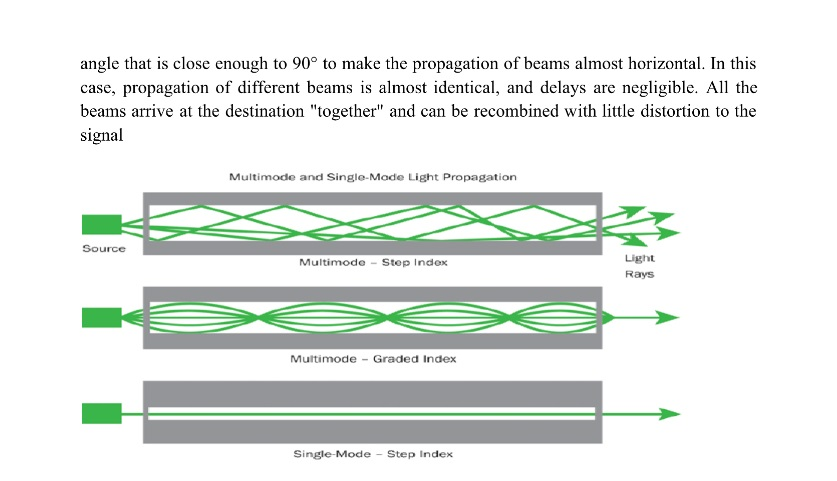 angle that is close enough to 90° to make the propagation of beams almost horizontal. In this
case, propagation of different beams is almost identical, and delays are negligible. All the
beams arrive at the destination "together" and can be recombined with little distortion to the
signal
Multimode and Single-Mode Light Propagation
Source
Multimode – Step Index
Light
Rays
Multimode – Graded Index
Single-Mode – Step Index